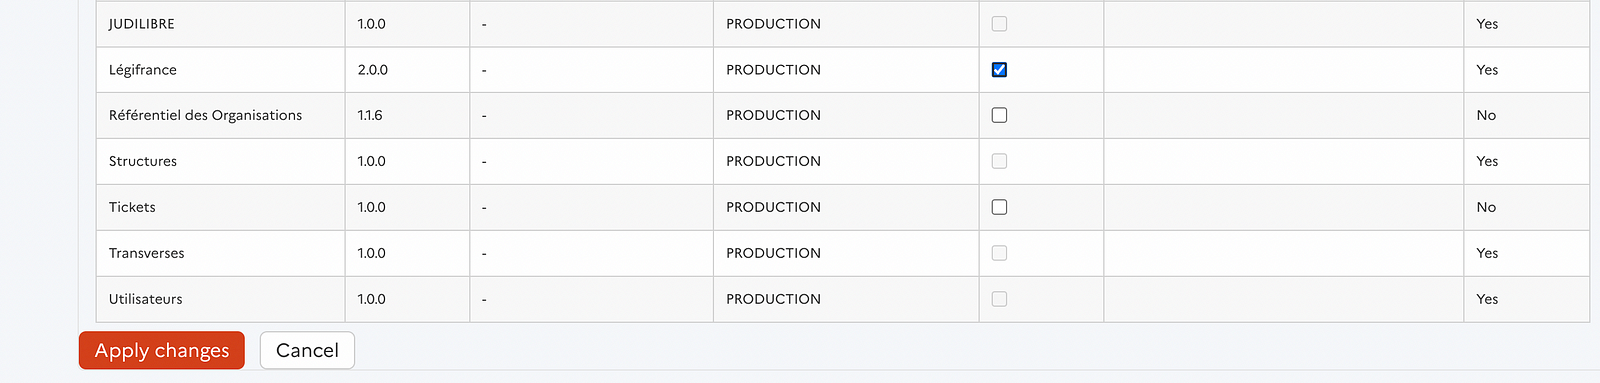 JUDILIBRE 1.0.0 - PRODUCTION Yes
Légifrance 2.0.0 - PRODUCTION Yes
Référentiel des Organisations 1.1.6 - PRODUCTION No
Structures 1.0.0 - PRODUCTION Yes
Tickets 1.0.0 - PRODUCTION No
Transverses 1.0.0 - PRODUCTION Yes
Utilisateurs 1.0.0 - PRODUCTION Yes
Apply changes Cancel